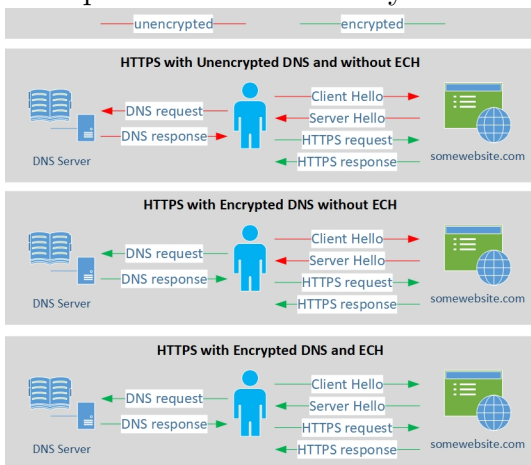 unencrypted encrypted
HTTPS with Unencrypted DNS and without ECH
DNS request
DNS response
DNS Server
Client Hello
Server Hello
HTTPS request
HTTPS response
somewebsite.com
HTTPS with Encrypted DNS without ECH
DNS request
DNS response
DNS Server
Client Hello
Server Hello
HTTPS request
HTTPS response
somewebsite.com
HTTPS with Encrypted DNS and ECH
DNS request
DNS response
DNS Server
Client Hello
Server Hello
HTTPS request
HTTPS response
somewebsite.com